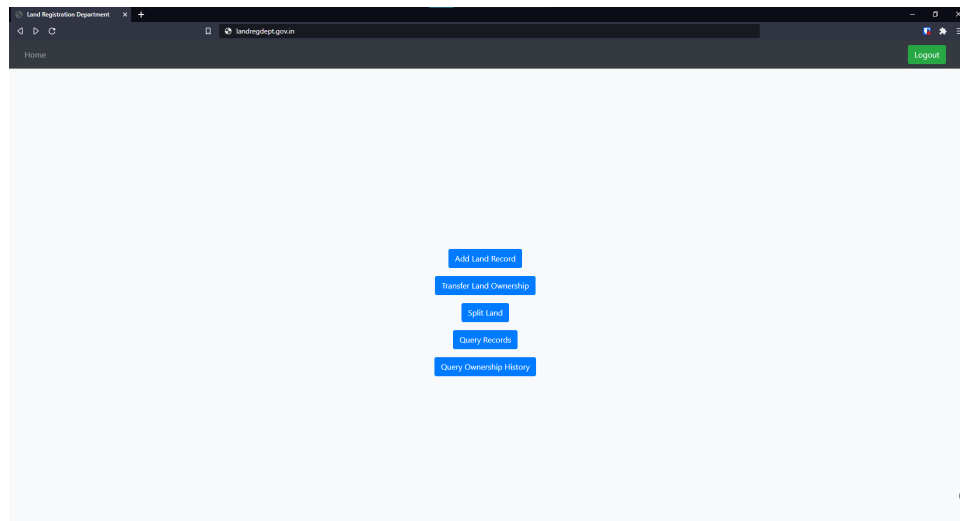 Land Registration Department
landregdept.gov.in
Home
Logout
Add Land Record
Transfer Land Ownership
Split Land
Query Records
Query Ownership History